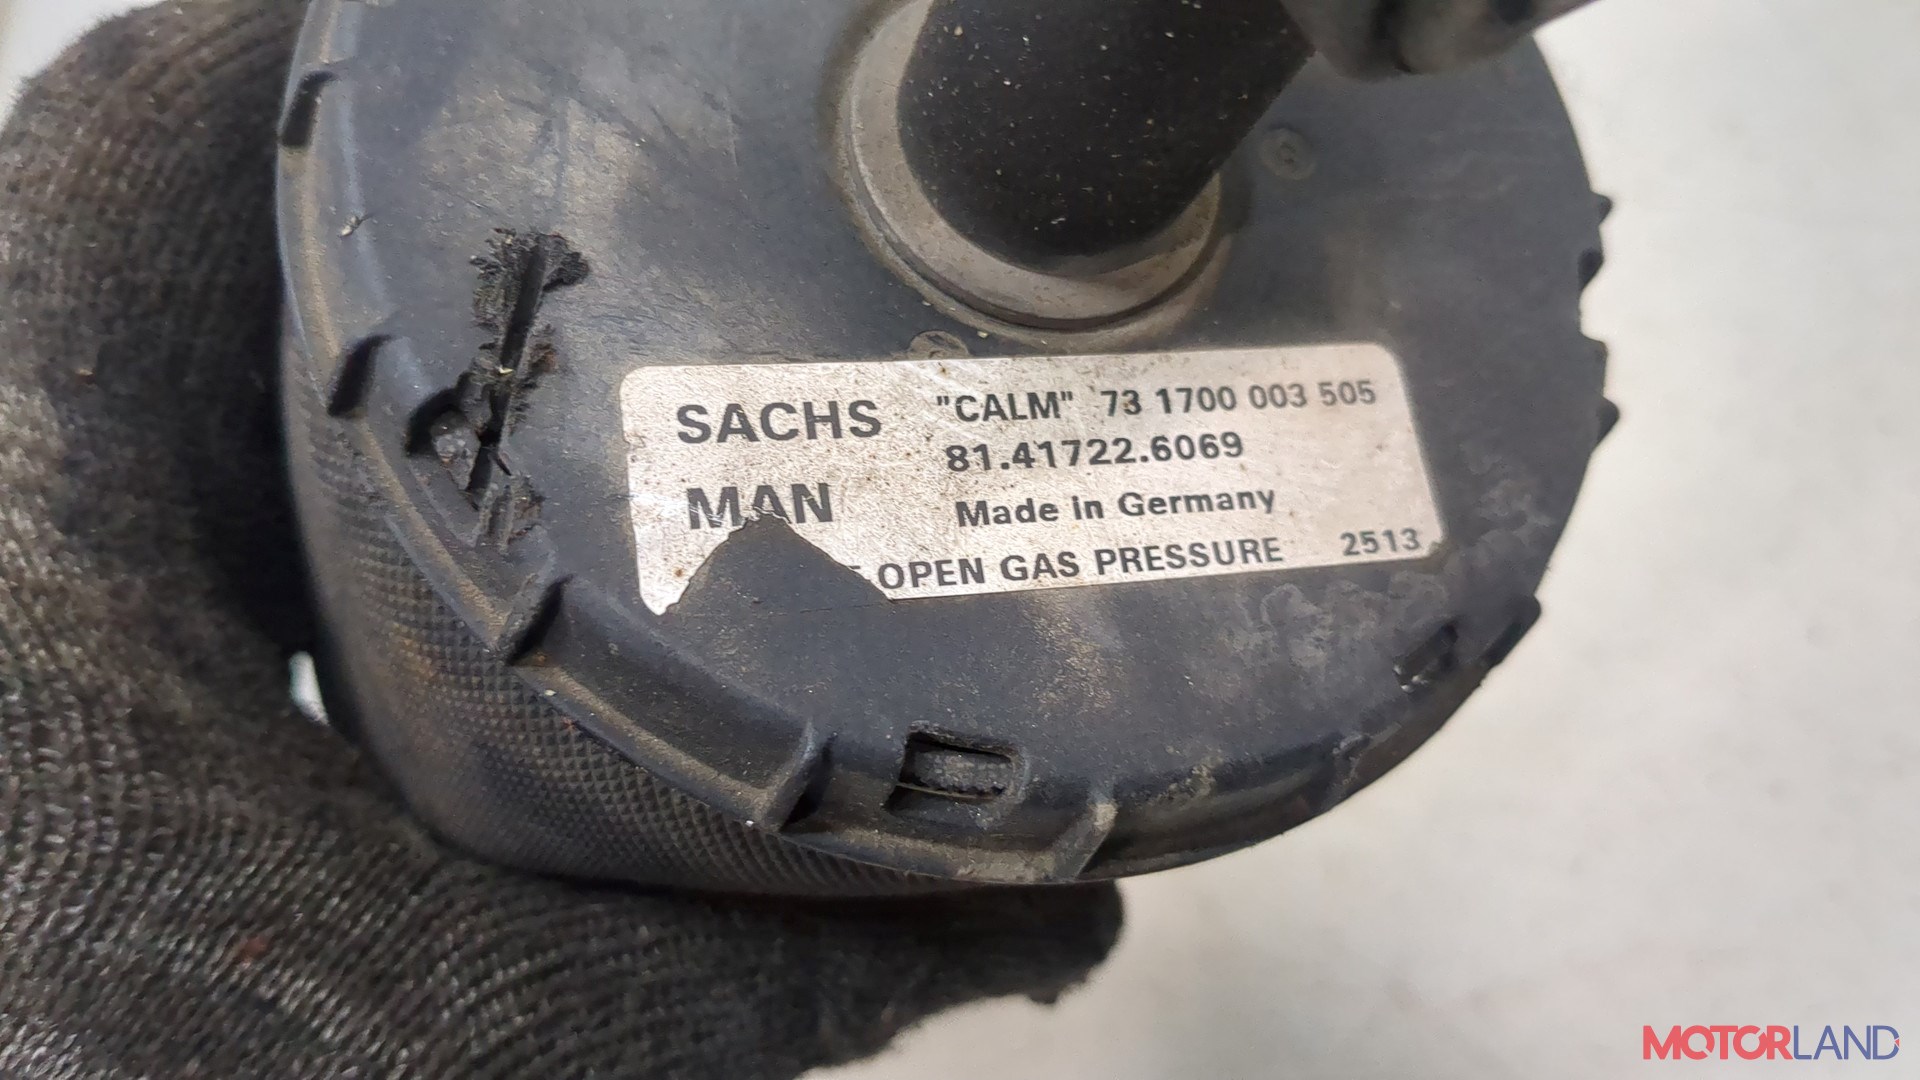 SACHS "CALM" 73 1700 003 505
81.41722.6069
MAN Made in Germany
OPEN GAS PRESSURE 2513
MOTORLAND